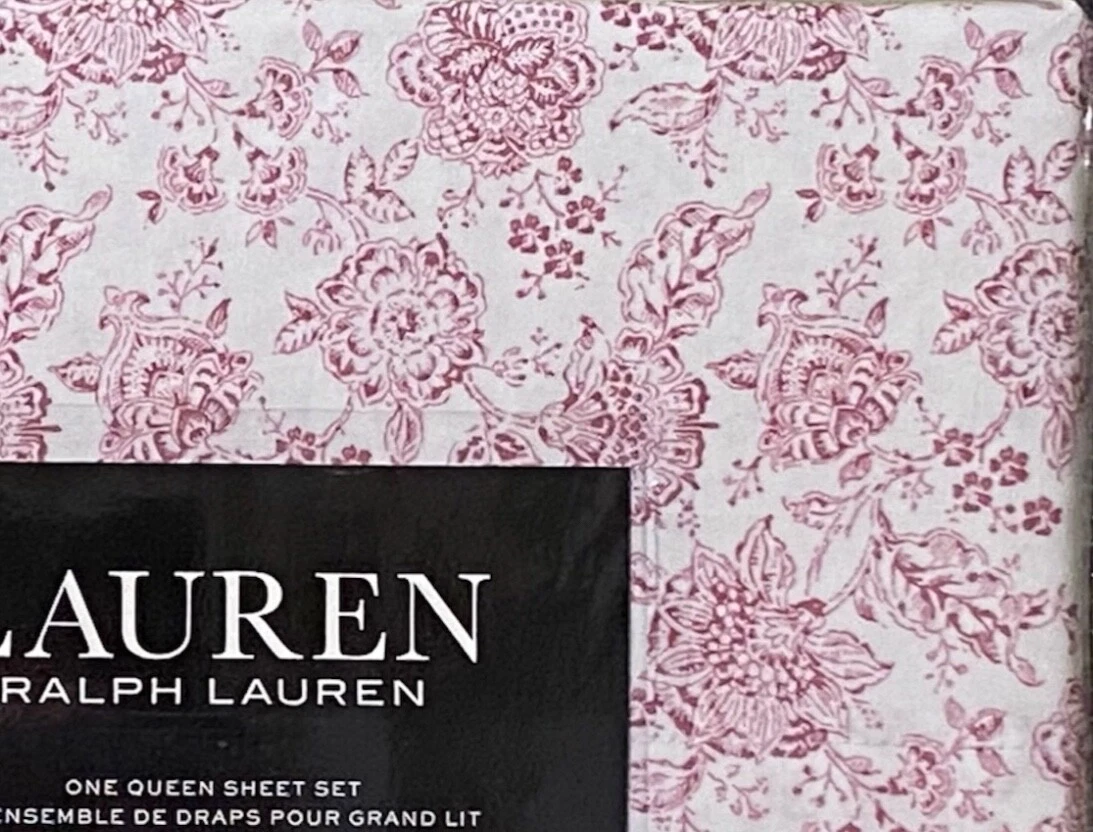 LAUREN
RALPH LAUREN
ONE QUEEN SHEET SET
ENSEMBLE DE DRAPS POUR GRAND LIT